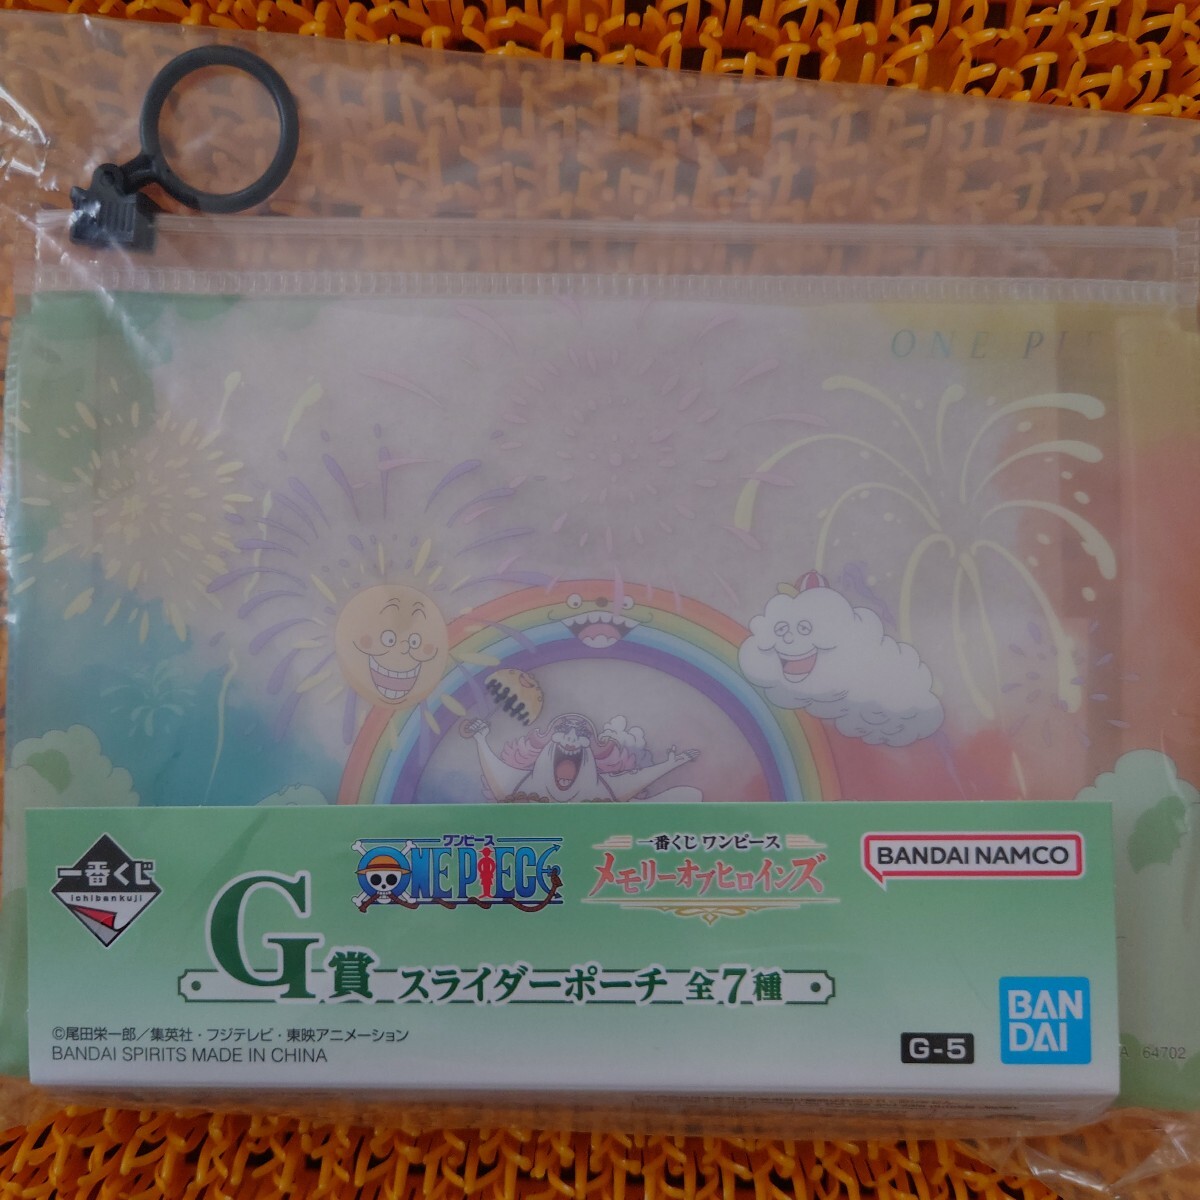 ONE PIE
一番くじ
ichibankuji
ワンピース
ONE PIECE
一番くじ ワンピース
メモリーオブヒロインズ
BANDAI NAMCO
G賞 スライダーポーチ 全7種
©尾田栄一郎/集英社・フジテレビ・東映アニメーション
BANDAI SPIRITS MADE IN CHINA
G-5
BAN
DAI
A 64702